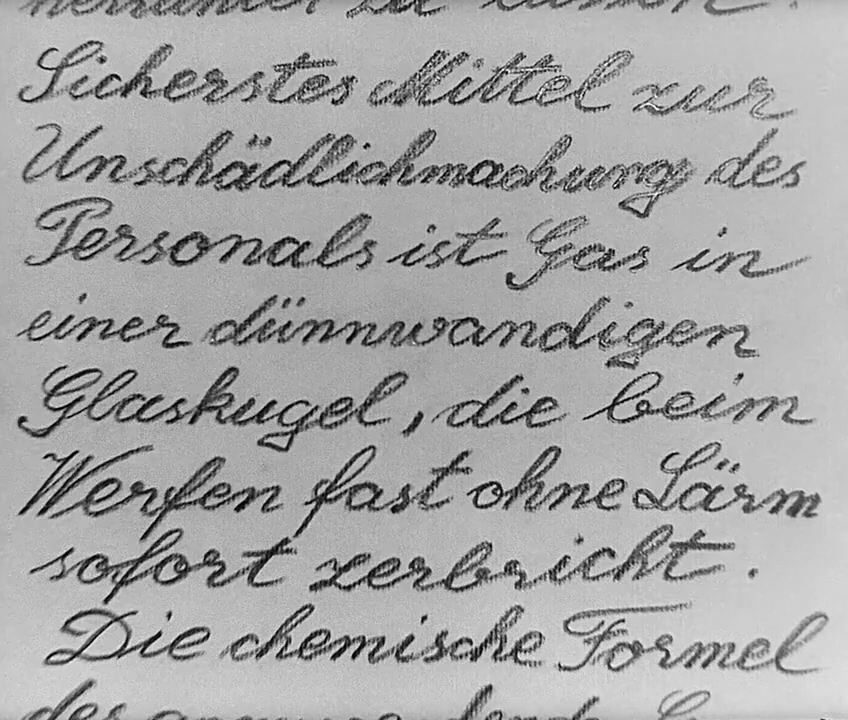 Sicherstes Mittel zur
Unschädlichmachung des
Personals ist Gas in
einer dünnwandigen
Glaskugel, die beim
Werfen fast ohne Lärm
sofort zerbricht.
Die chemische Formel